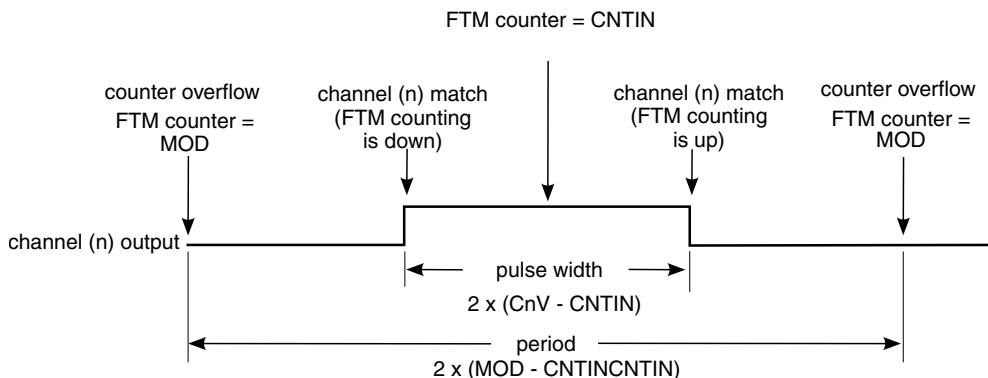 FTM counter = CNTIN
counter overflow
FTM counter =
MOD
channel (n) match
(FTM counting
is down)
channel (n) match
(FTM counting
is up)
counter overflow
FTM counter =
MOD
channel (n) output
pulse width
2 x (CnV - CNTIN)
period
2 x (MOD - CNTINCNTIN)